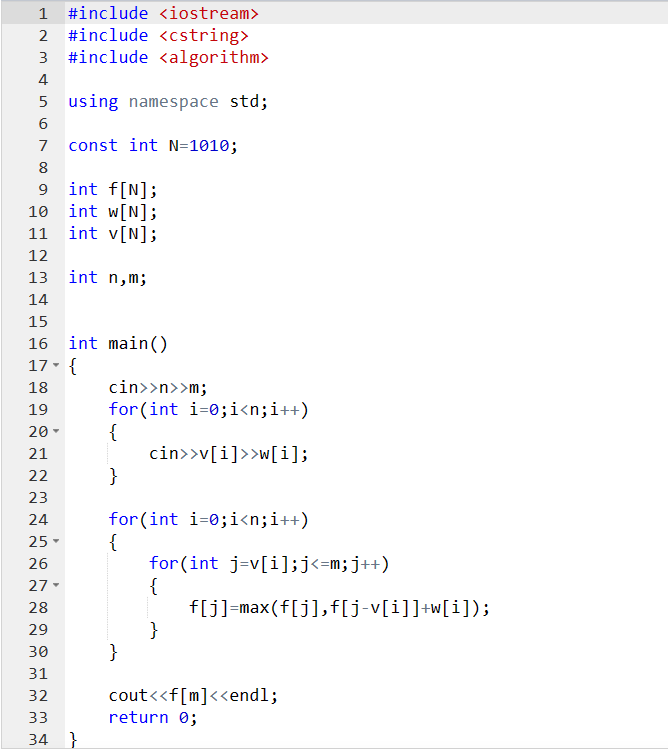 1 #include <iostream>
2 #include <cstring>
3 #include <algorithm>
4
5 using namespace std;
6
7 const int N=1010;
8
9 int f[N];
10 int w[N];
11 int v[N];
12
13 int n,m;
14
15
16 int main()
17 {
18     cin>>n>>m;
19     for(int i=0;i<n;i++)
20     {
21         cin>>v[i]>>w[i];
22     }
23
24     for(int i=0;i<n;i++)
25     {
26         for(int j=v[i];j<=m;j++)
27         {
28             f[j]=max(f[j],f[j-v[i]]+w[i]);
29         }
30     }
31
32     cout<<f[m]<<endl;
33     return 0;
34 }